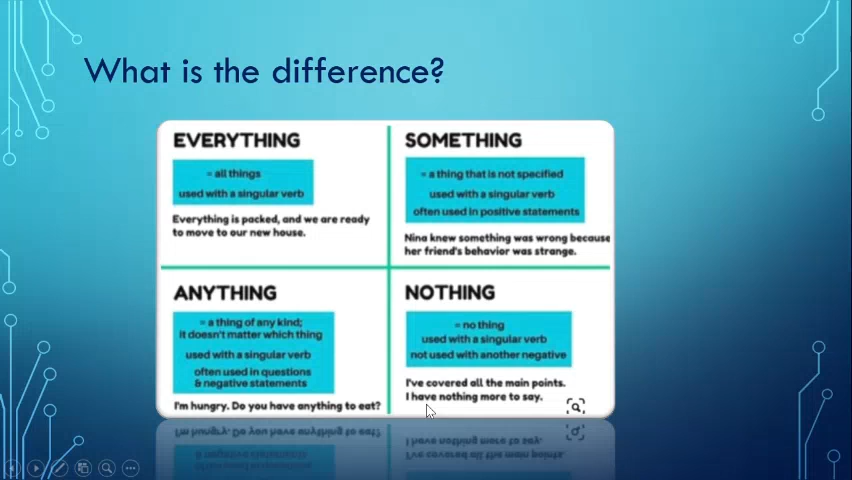 What is the difference?
EVERYTHING
= all things
used with a singular verb
Everything is packed, and we are ready
to move to our new house.
SOMETHING
= a thing that is not specified
used with a singular verb
often used in positive statements
Nina knew something was wrong because
her friend's behavior was strange.
ANYTHING
= a thing of any kind;
it doesn't matter which thing
used with a singular verb
often used in questions
& negative statements
I'm hungry. Do you have anything to eat?
NOTHING
= no thing
used with a singular verb
not used with another negative
I've covered all the main points.
I have nothing more to say.